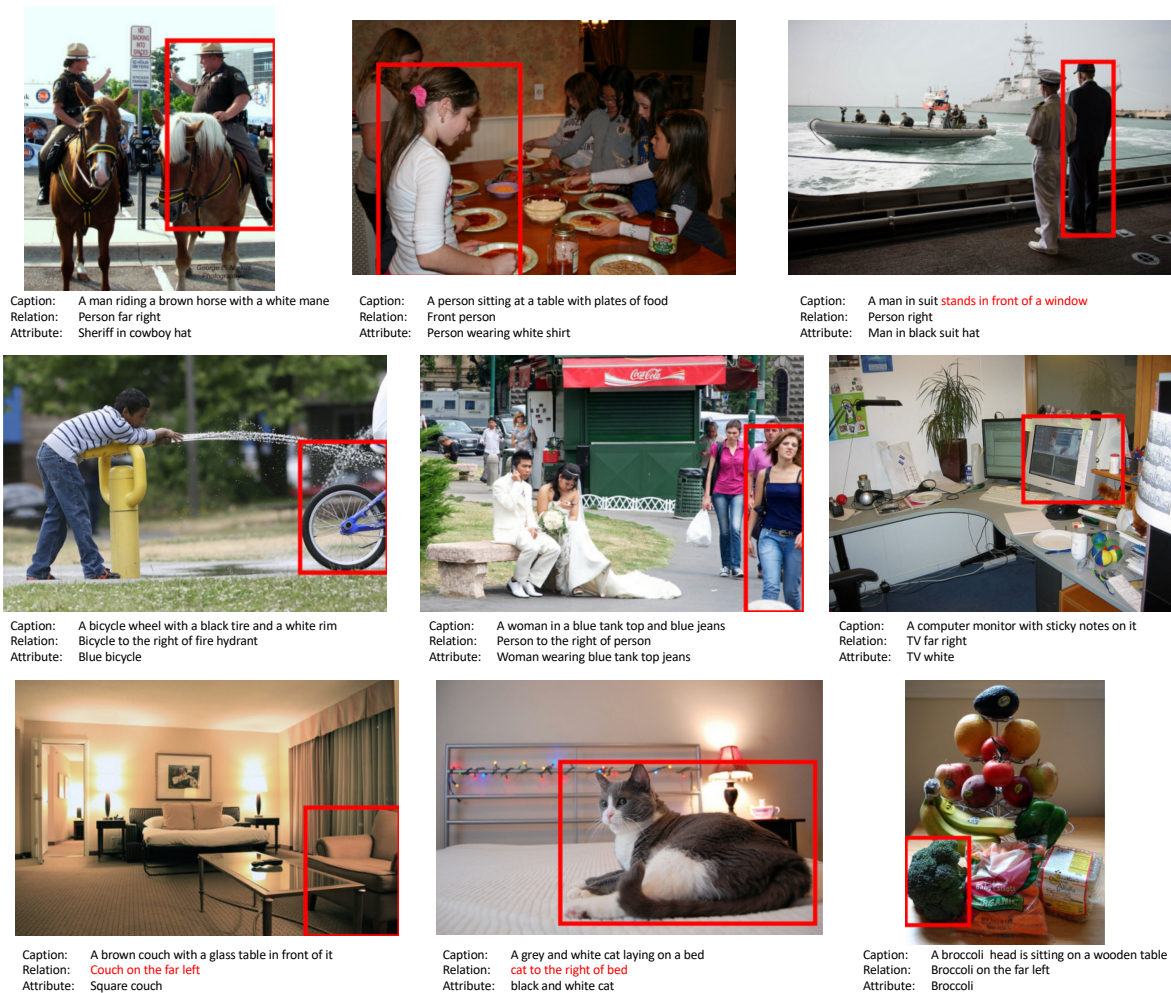 NO
BACKING
INTO
SPACES
George
Photography
Caption: A man riding a brown horse with a white mane
Relation: Person far right
Attribute: Sheriff in cowboy hat
Caption: A person sitting at a table with plates of food
Relation: Front person
Attribute: Person wearing white shirt
Caption: A man in suit stands in front of a window
Relation: Person right
Attribute: Man in black suit hat
Caption: A bicycle wheel with a black tire and a white rim
Relation: Bicycle to the right of fire hydrant
Attribute: Blue bicycle
Coca-Cola
Caption: A woman in a blue tank top and blue jeans
Relation: Person to the right of person
Attribute: Woman wearing blue tank top jeans
Caption: A computer monitor with sticky notes on it
Relation: TV far right
Attribute: TV white
Caption: A brown couch with a glass table in front of it
Relation: Couch on the far left
Attribute: Square couch
Caption: A grey and white cat laying on a bed
Relation: cat to the right of bed
Attribute: black and white cat
ORGANIC
Caption: A broccoli head is sitting on a wooden table
Relation: Broccoli on the far left
Attribute: Broccoli